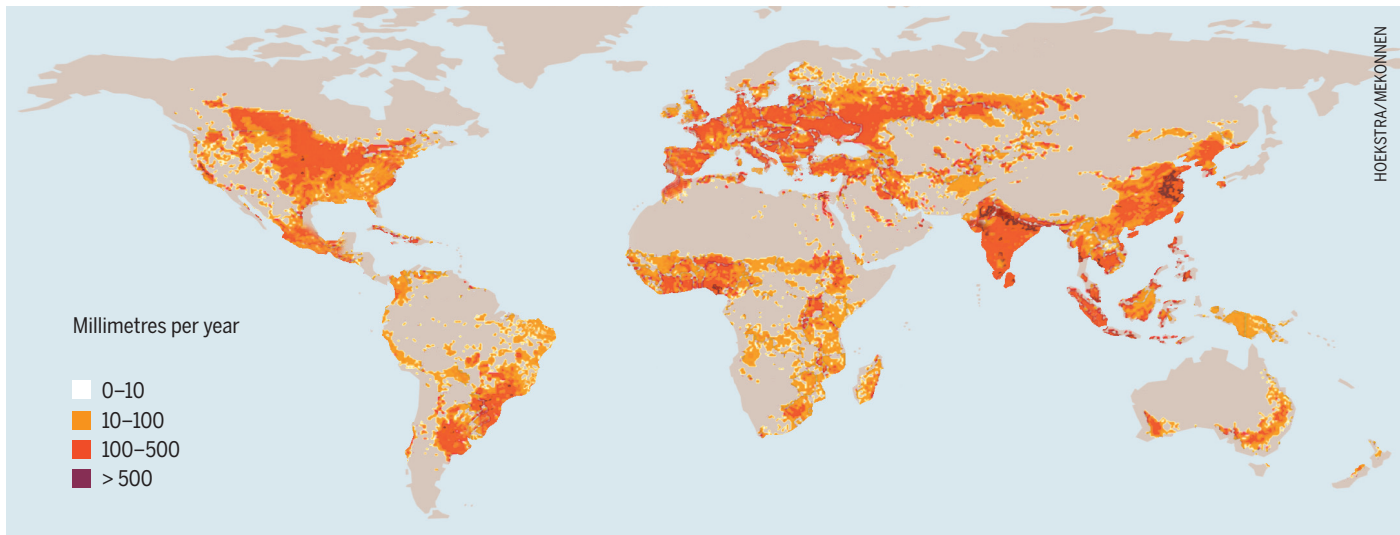 HOEKSTRA/MEKONNEN
Millimetres per year
0–10
10–100
100–500
> 500